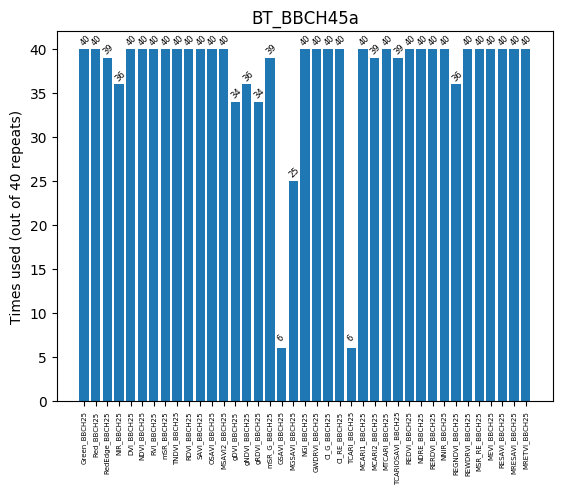 BT_BBCH45a
Times used (out of 40 repeats)
40
35
30
25
20
15
10
5
0
40
40
39
36
40
40
40
40
40
40
40
40
40
34
36
34
39
6
25
40
40
40
40
6
40
39
40
39
40
40
40
40
36
40
40
40
40
40
40
Green_BBCH25
Red_BBCH25
RedEdge_BBCH25
NIR_BBCH25
DVI_BBCH25
NDVI_BBCH25
RVI_BBCH25
mSR_BBCH25
TNDVI_BBCH25
RDVI_BBCH25
SAVI_BBCH25
OSAVI_BBCH25
MSAVI2_BBCH25
gDVI_BBCH25
gNDVI_BBCH25
gRDVI_BBCH25
mSR_G_BBCH25
GSAVI_BBCH25
MGSAVI_BBCH25
NGI_BBCH25
GWDRVI_BBCH25
CI_G_BBCH25
CI_RE_BBCH25
TCARI_BBCH25
MCARI1_BBCH25
MCARI2_BBCH25
MTCARI_BBCH25
TCARIOSAVI_BBCH25
REDVI_BBCH25
NDRE_BBCH25
RERDVI_BBCH25
NNIR_BBCH25
REGNDVI_BBCH25
REWDRVI_BBCH25
MSR_RE_BBCH25
MEVI_BBCH25
RESAVI_BBCH25
MRESAVI_BBCH25
MRETVI_BBCH25